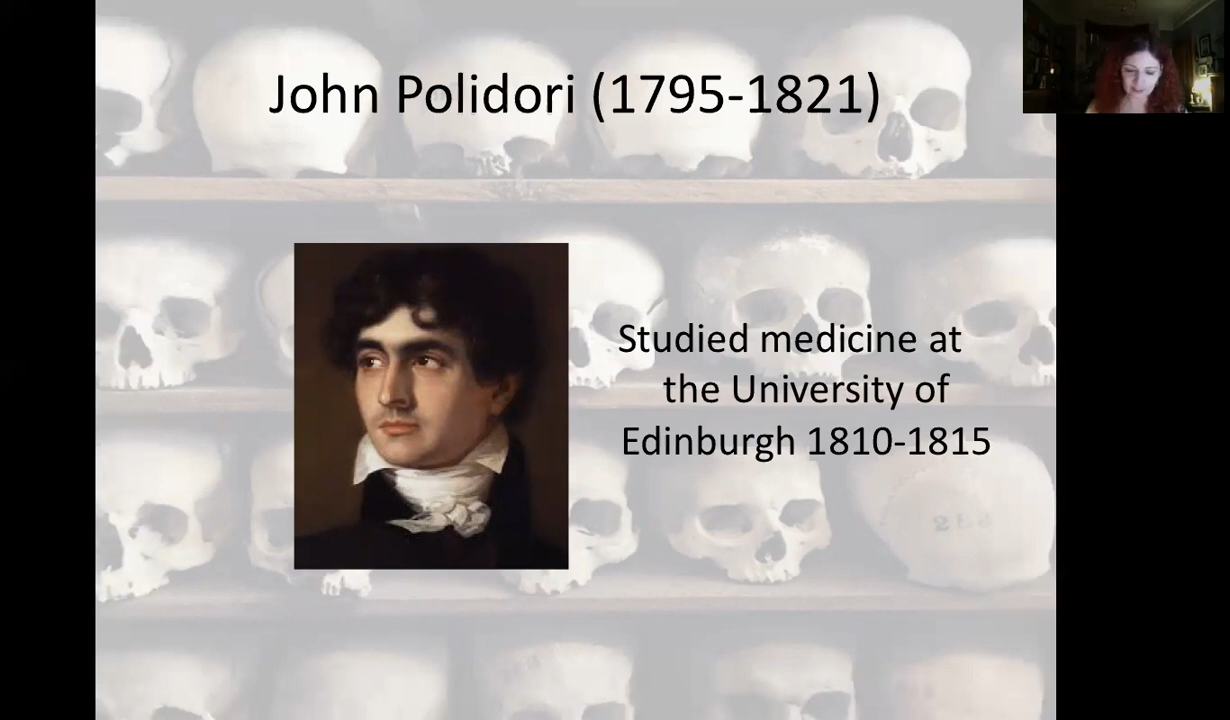 John Polidori (1795-1821)
Studied medicine at
the University of
Edinburgh 1810-1815